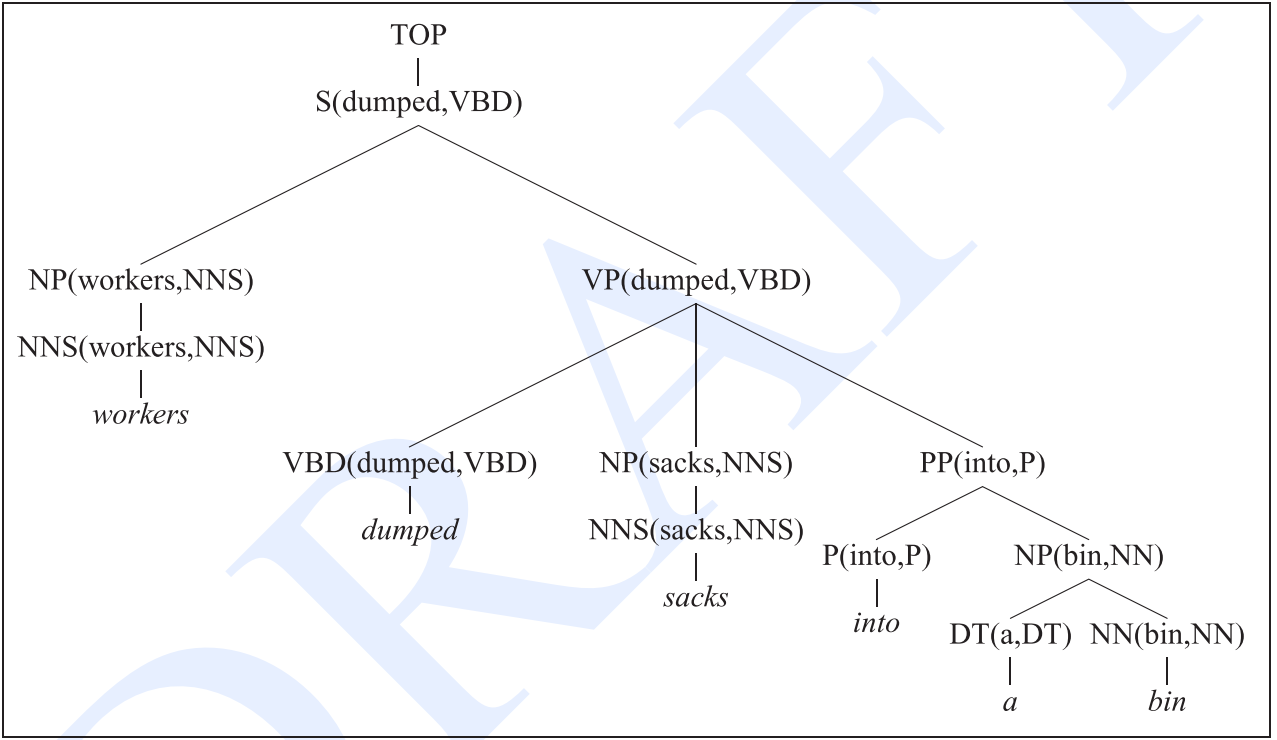 TOP
S(dumped,VBD)
NP(workers,NNS) VP(dumped,VBD)
NNS(workers,NNS)
workers
VBD(dumped,VBD) NP(sacks,NNS) PP(into,P)
dumped NNS(sacks,NNS)
P(into,P) NP(bin,NN)
sacks
into
DT(a,DT) NN(bin,NN)
a bin
DRAFT